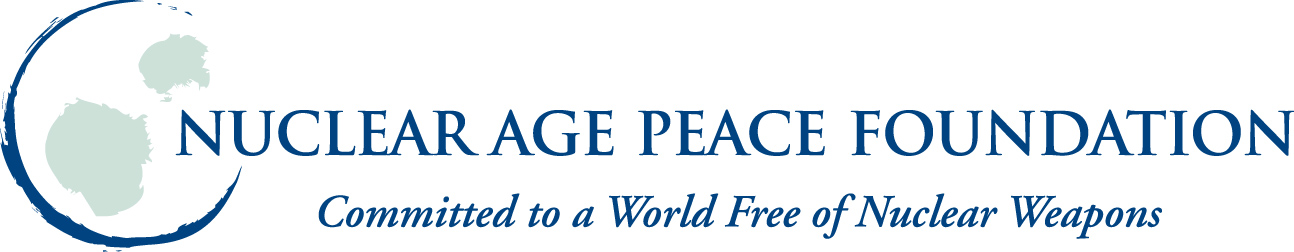 NUCLEAR AGE PEACE FOUNDATION
Committed to a World Free of Nuclear Weapons